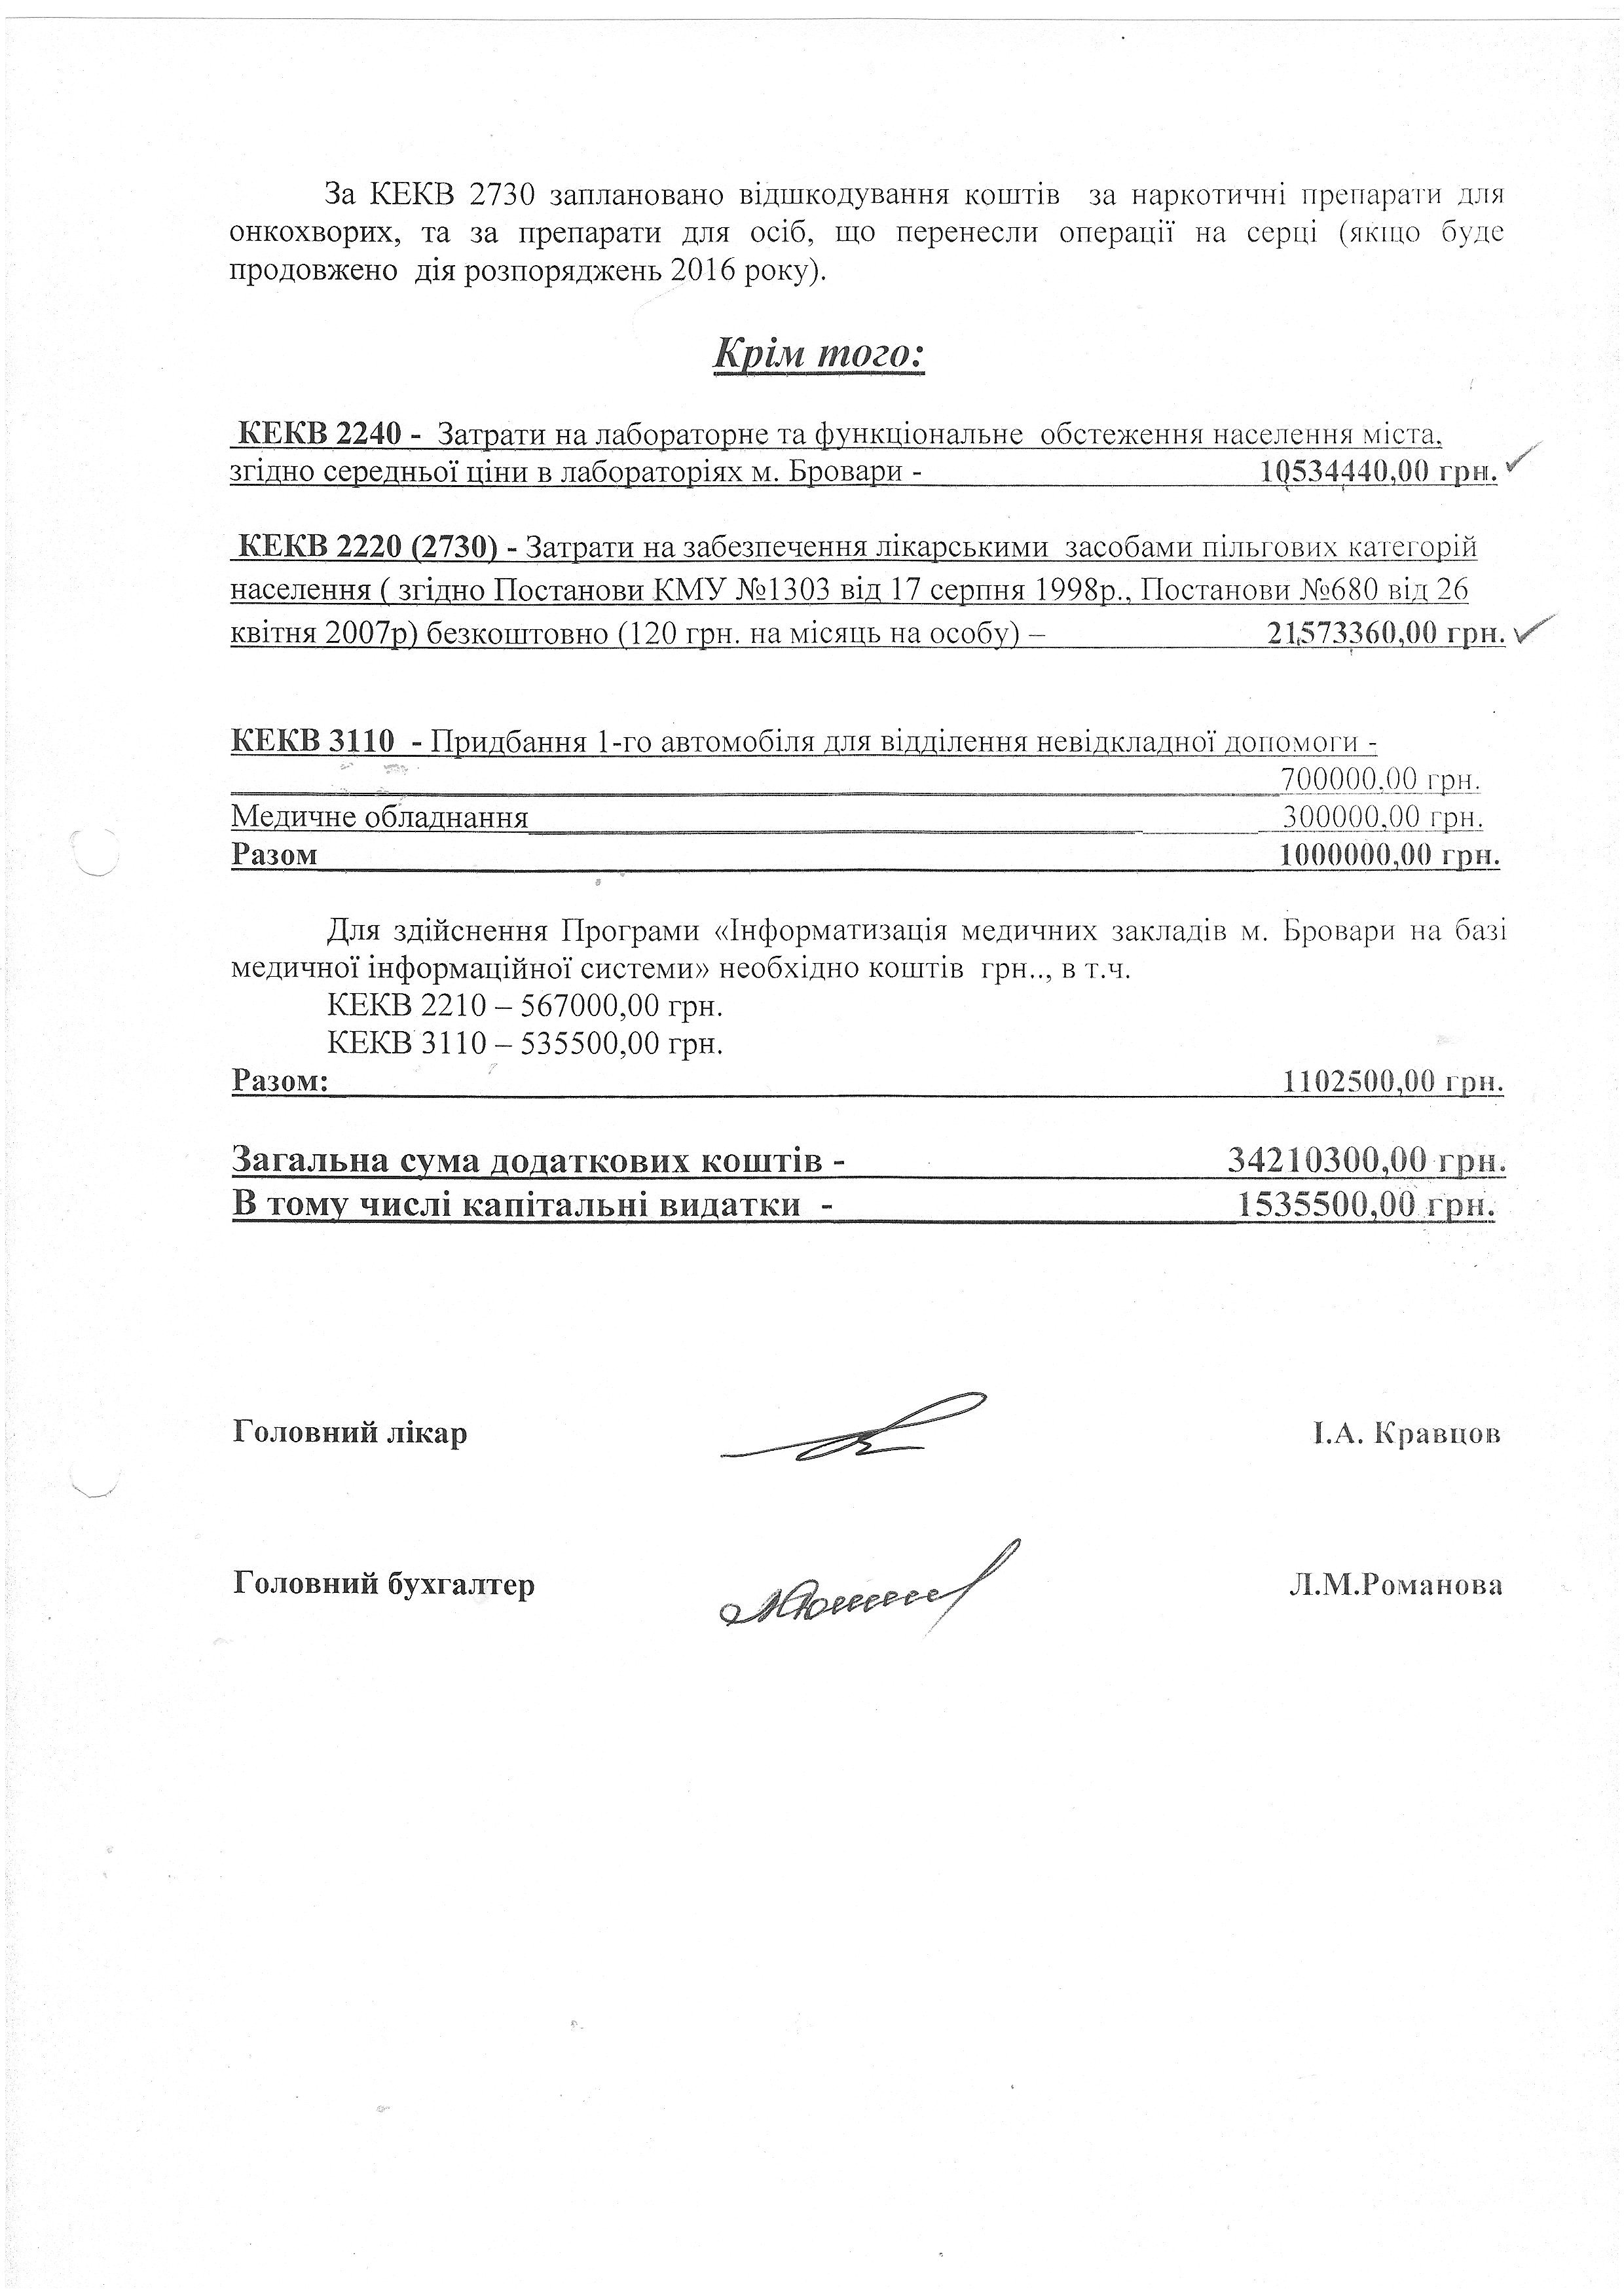 За КЕКВ 2730 заплановано відшкодування коштів за наркотичні препарати для
онкохворих, та за препарати для осіб, що перенесли операції на серці (якщо буде
продовжено дія розпоряджень 2016 року).
Крім того:
КЕКВ 2240 - Затрати на лабораторне та функціональне обстеження населення міста,
згідно середньої ціни в лабораторіях м. Бровари - 10534440,00 грн.
КЕКВ 2220 (2730) - Затрати на забезпечення лікарськими засобами пільгових категорій
населення ( згідно Постанови КМУ №1303 від 17 серпня 1998р., Постанови №680 від 26
квітня 2007р) безкоштовно (120 грн. на місяць на особу) – 21573360,00 грн.
КЕКВ 3110 - Придбання 1-го автомобіля для відділення невідкладної допомоги -
700000,00 грн.
Медичне обладнання 300000,00 грн.
Разом 1000000,00 грн.
Для здійснення Програми «Інформатизація медичних закладів м. Бровари на базі
медичної інформаційної системи» необхідно коштів грн.., в т.ч.
КЕКВ 2210 – 567000,00 грн.
КЕКВ 3110 – 535500,00 грн.
Разом: 1102500,00 грн.
Загальна сума додаткових коштів - 34210300,00 грн.
В тому числі капітальні видатки - 1535500,00 грн.
Головний лікар І.А. Кравцов
Головний бухгалтер Л.М.Романова